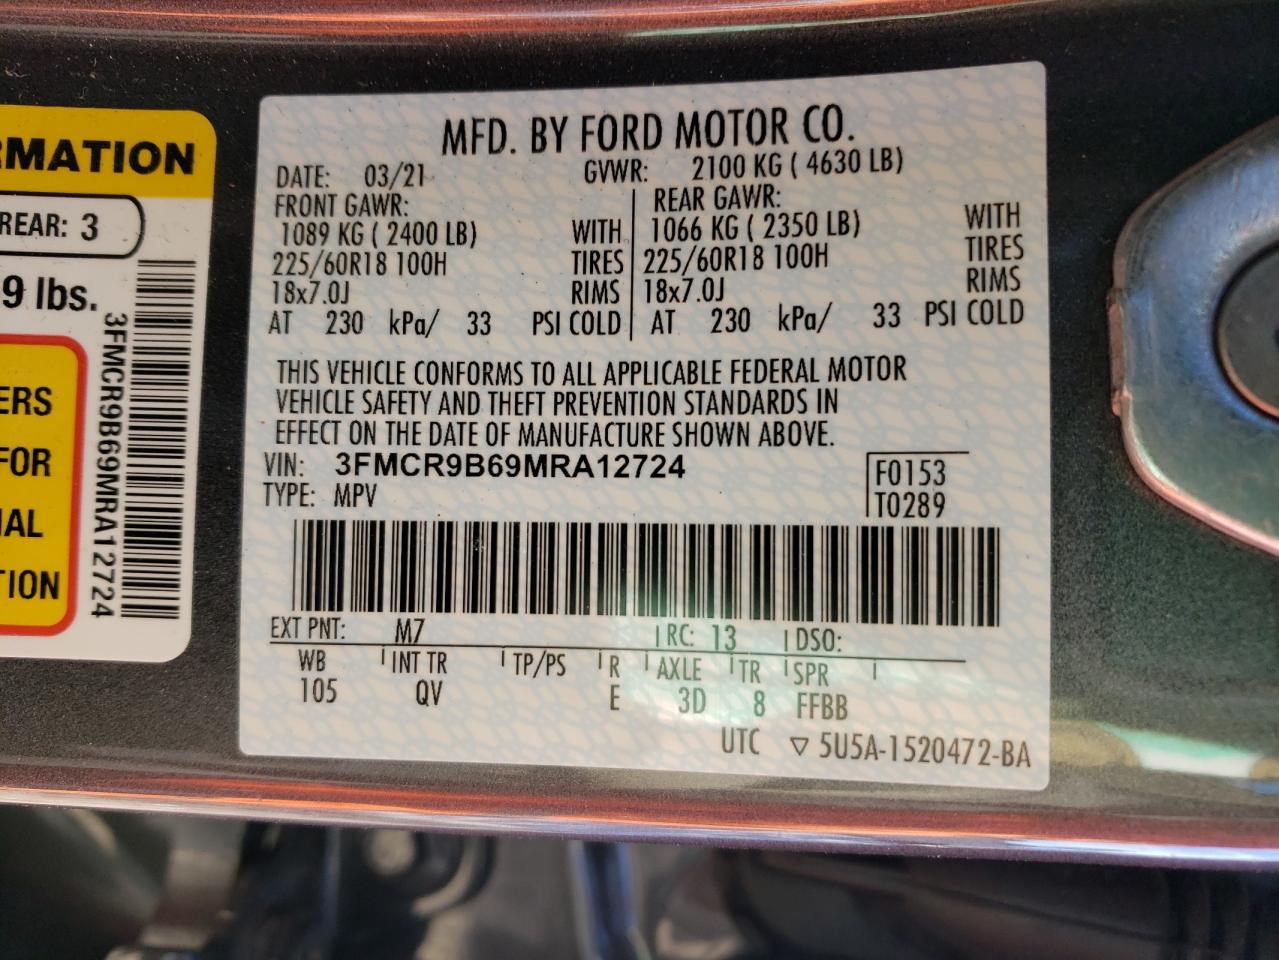 RMATION
REAR: 3
9 lbs.
3FMCR9B69MRA12724
ERS
FOR
IAL
TION
MFD. BY FORD MOTOR CO.
DATE: 03/21 GVWR: 2100 KG ( 4630 LB)
FRONT GAWR: REAR GAWR:
1089 KG ( 2400 LB) WITH 1066 KG ( 2350 LB) WITH
225/60R18 100H TIRES 225/60R18 100H TIRES
18x7.0J RIMS 18x7.0J RIMS
AT 230 kPa/ 33 PSI COLD AT 230 kPa/ 33 PSI COLD
THIS VEHICLE CONFORMS TO ALL APPLICABLE FEDERAL MOTOR
VEHICLE SAFETY AND THEFT PREVENTION STANDARDS IN
EFFECT ON THE DATE OF MANUFACTURE SHOWN ABOVE.
VIN: 3FMCR9B69MRA12724 F0153
TYPE: MPV T0289
EXT PNT: M7 RC: 13 DSO:
WB INT TR TP/PS R AXLE TR SPR
105 QV E 3D 8 FFBB
UTC ▽ 5U5A-1520472-BA